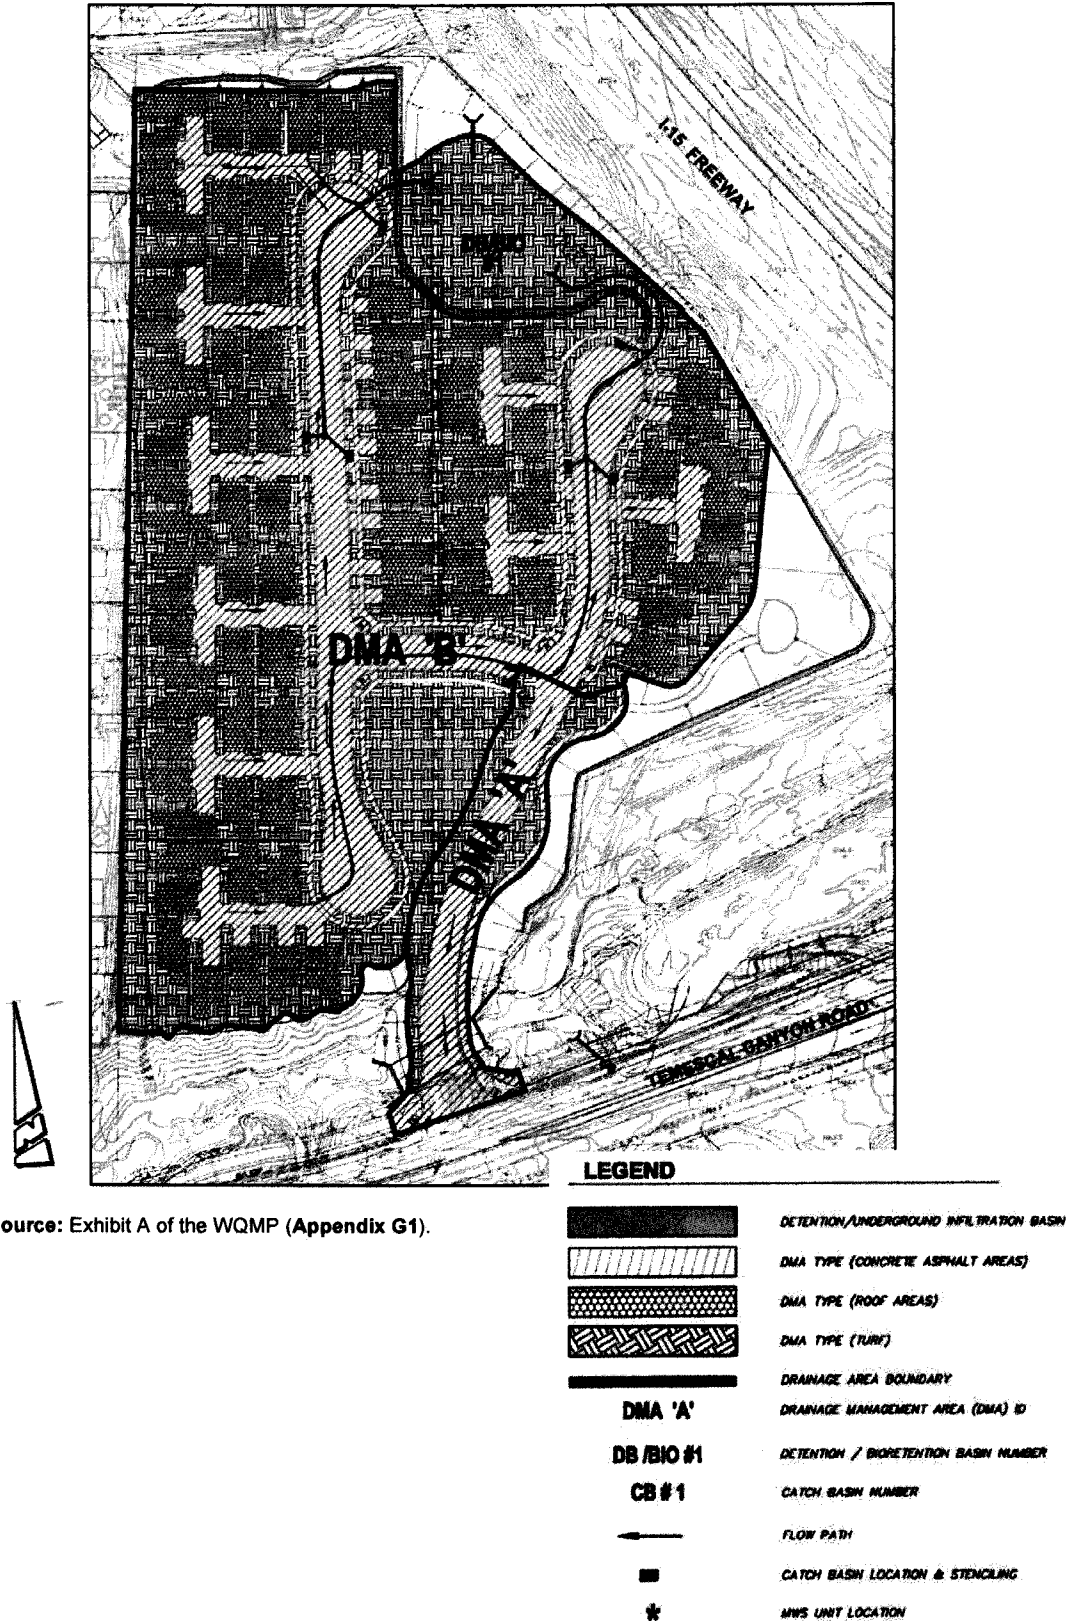 I-15 FREEWAY
DB/BIO
#1
DMA 'B'
DMA 'A'
TEMESCAL CANYON ROAD
LEGEND
ource: Exhibit A of the WQMP (Appendix G1).
DETENTION/UNDERGROUND INFILTRATION BASIN
DMA TYPE (CONCRETE ASPHALT AREAS)
DMA TYPE (ROOF AREAS)
DMA TYPE (TURF)
DRAINAGE AREA BOUNDARY
DMA 'A' DRAINAGE MANAGEMENT AREA (DMA) ID
DB /BIO #1 DETENTION / BIORETENTION BASIN NUMBER
CB # 1 CATCH BASIN NUMBER
FLOW PATH
CATCH BASIN LOCATION & STENCILING
MWS UNIT LOCATION